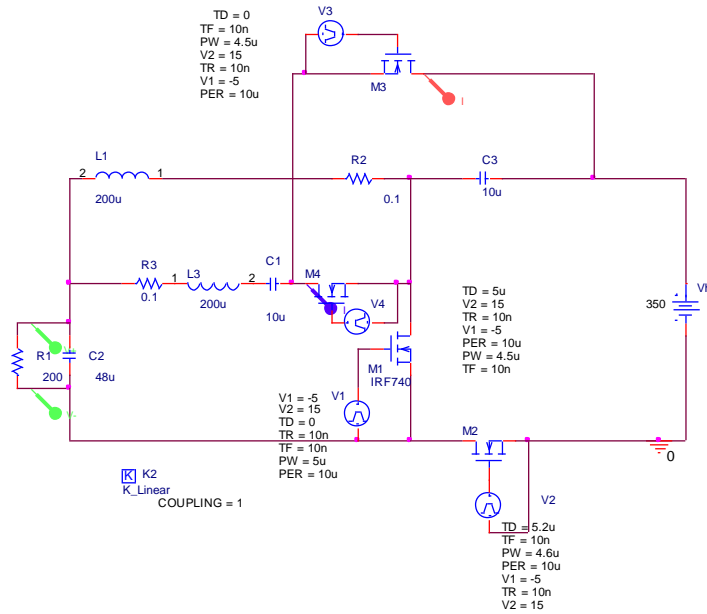 TD = 0
TF = 10n
PW = 4.5u
V2 = 15
TR = 10n
V1 = -5
PER = 10u
V3
M3
I
L1
2
1
200u
R2
0.1
C3
10u
R3
0.1
1
L3
2
200u
C1
10u
M4
I
V4
TD = 5u
V2 = 15
TR = 10n
V1 = -5
PER = 10u
PW = 4.5u
TF = 10n
350
R1
200
C2
48u
M1
IRF740
V1
V1 = -5
V2 = 15
TD = 0
TR = 10n
TF = 10n
PW = 5u
PER = 10u
M2
0
K K2
K_Linear
COUPLING = 1
V2
TD = 5.2u
TF = 10n
PW = 4.6u
PER = 10u
V1 = -5
TR = 10n
V2 = 15